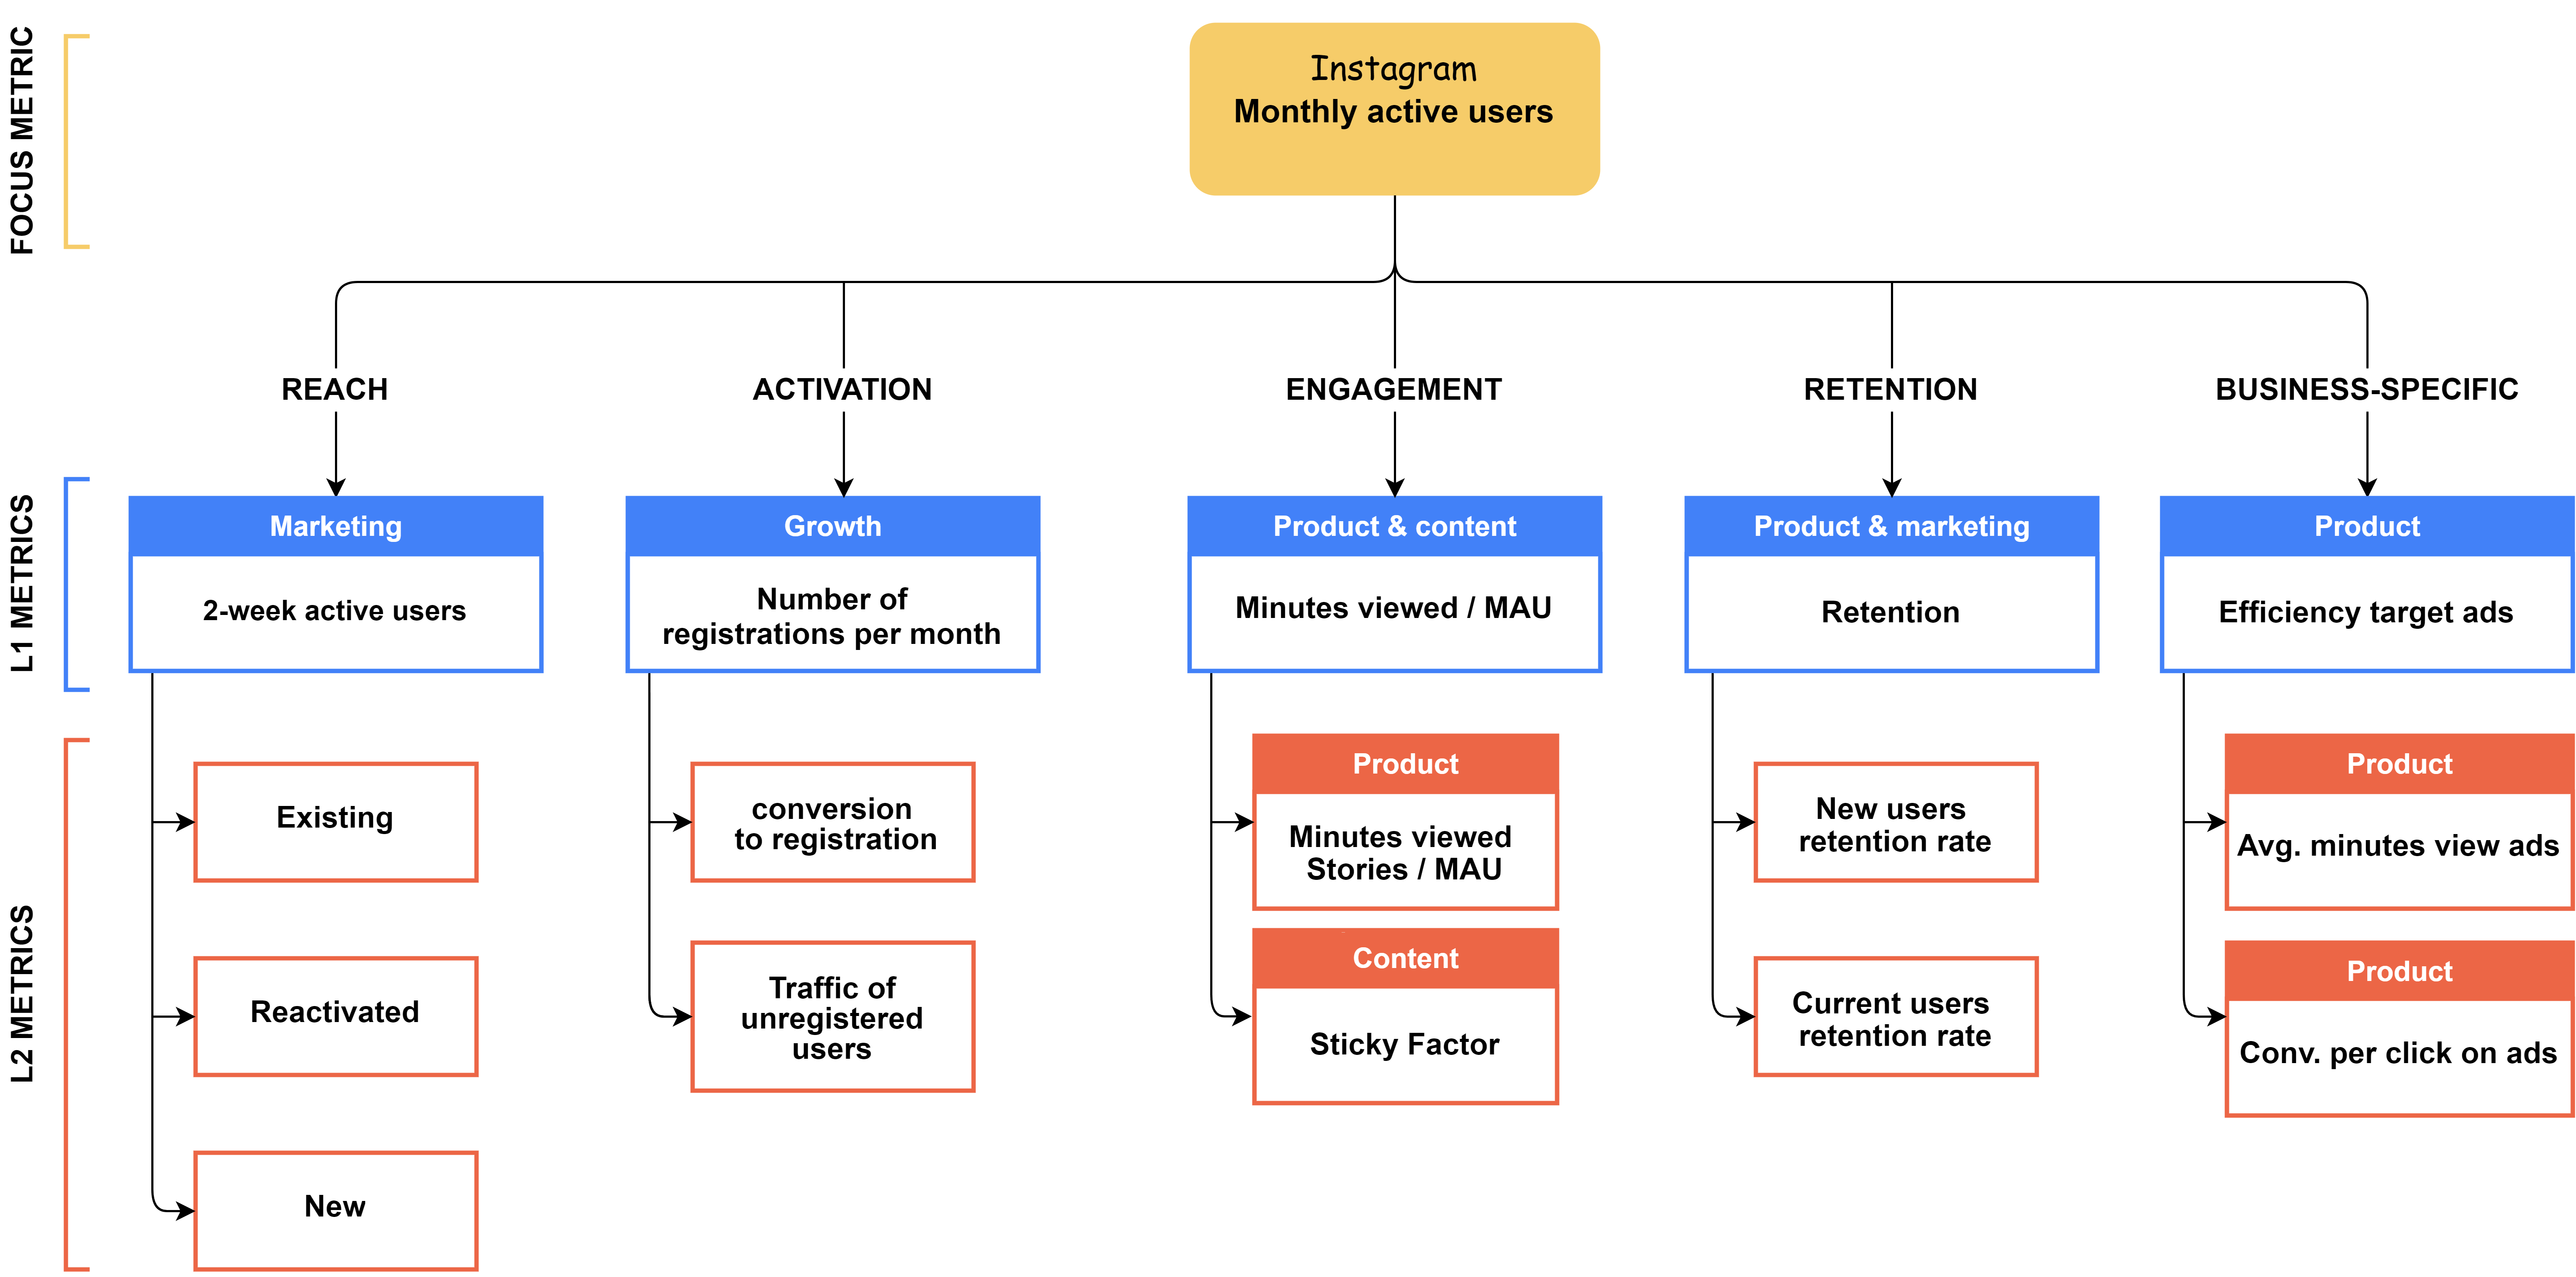 FOCUS METRIC
Instagram
Monthly active users
REACH
ACTIVATION
ENGAGEMENT
RETENTION
BUSINESS-SPECIFIC
L1 METRICS
Marketing
2-week active users
Growth
Number of
registrations per month
Product & content
Minutes viewed / MAU
Product & marketing
Retention
Product
Efficiency target ads
L2 METRICS
Existing
Reactivated
New
conversion
to registration
Traffic of
unregistered
users
Product
Minutes viewed
Stories / MAU
Content
Sticky Factor
New users
retention rate
Current users
retention rate
Product
Avg. minutes view ads
Product
Conv. per click on ads